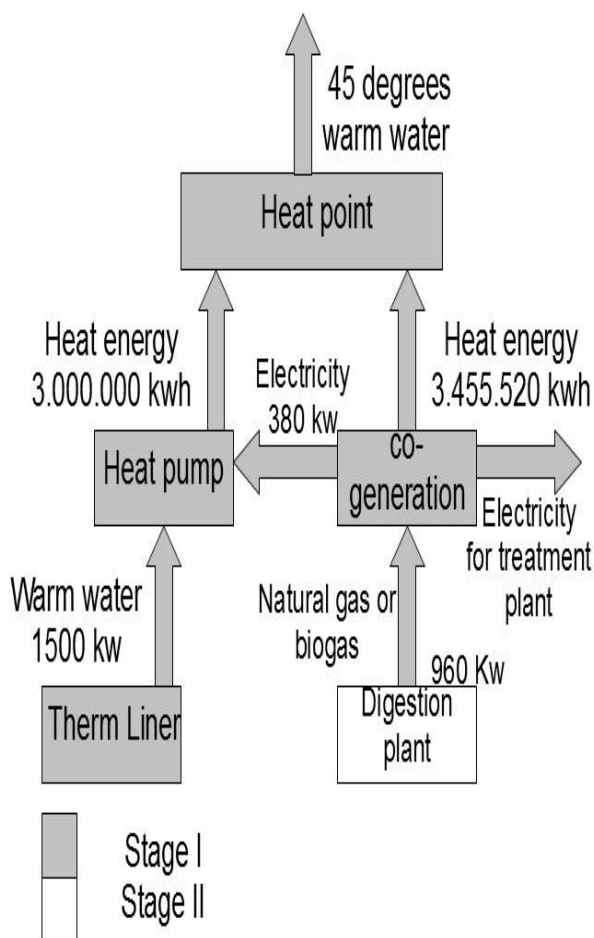 45 degrees
warm water
Heat point
Heat energy
3.000.000 kwh
Electricity
380 kw
Heat energy
3.455.520 kwh
Heat pump
co-
generation
Electricity
for treatment
plant
Warm water
1500 kw
Natural gas or
biogas
960 Kw
Therm Liner
Digestion
plant
Stage I
Stage II